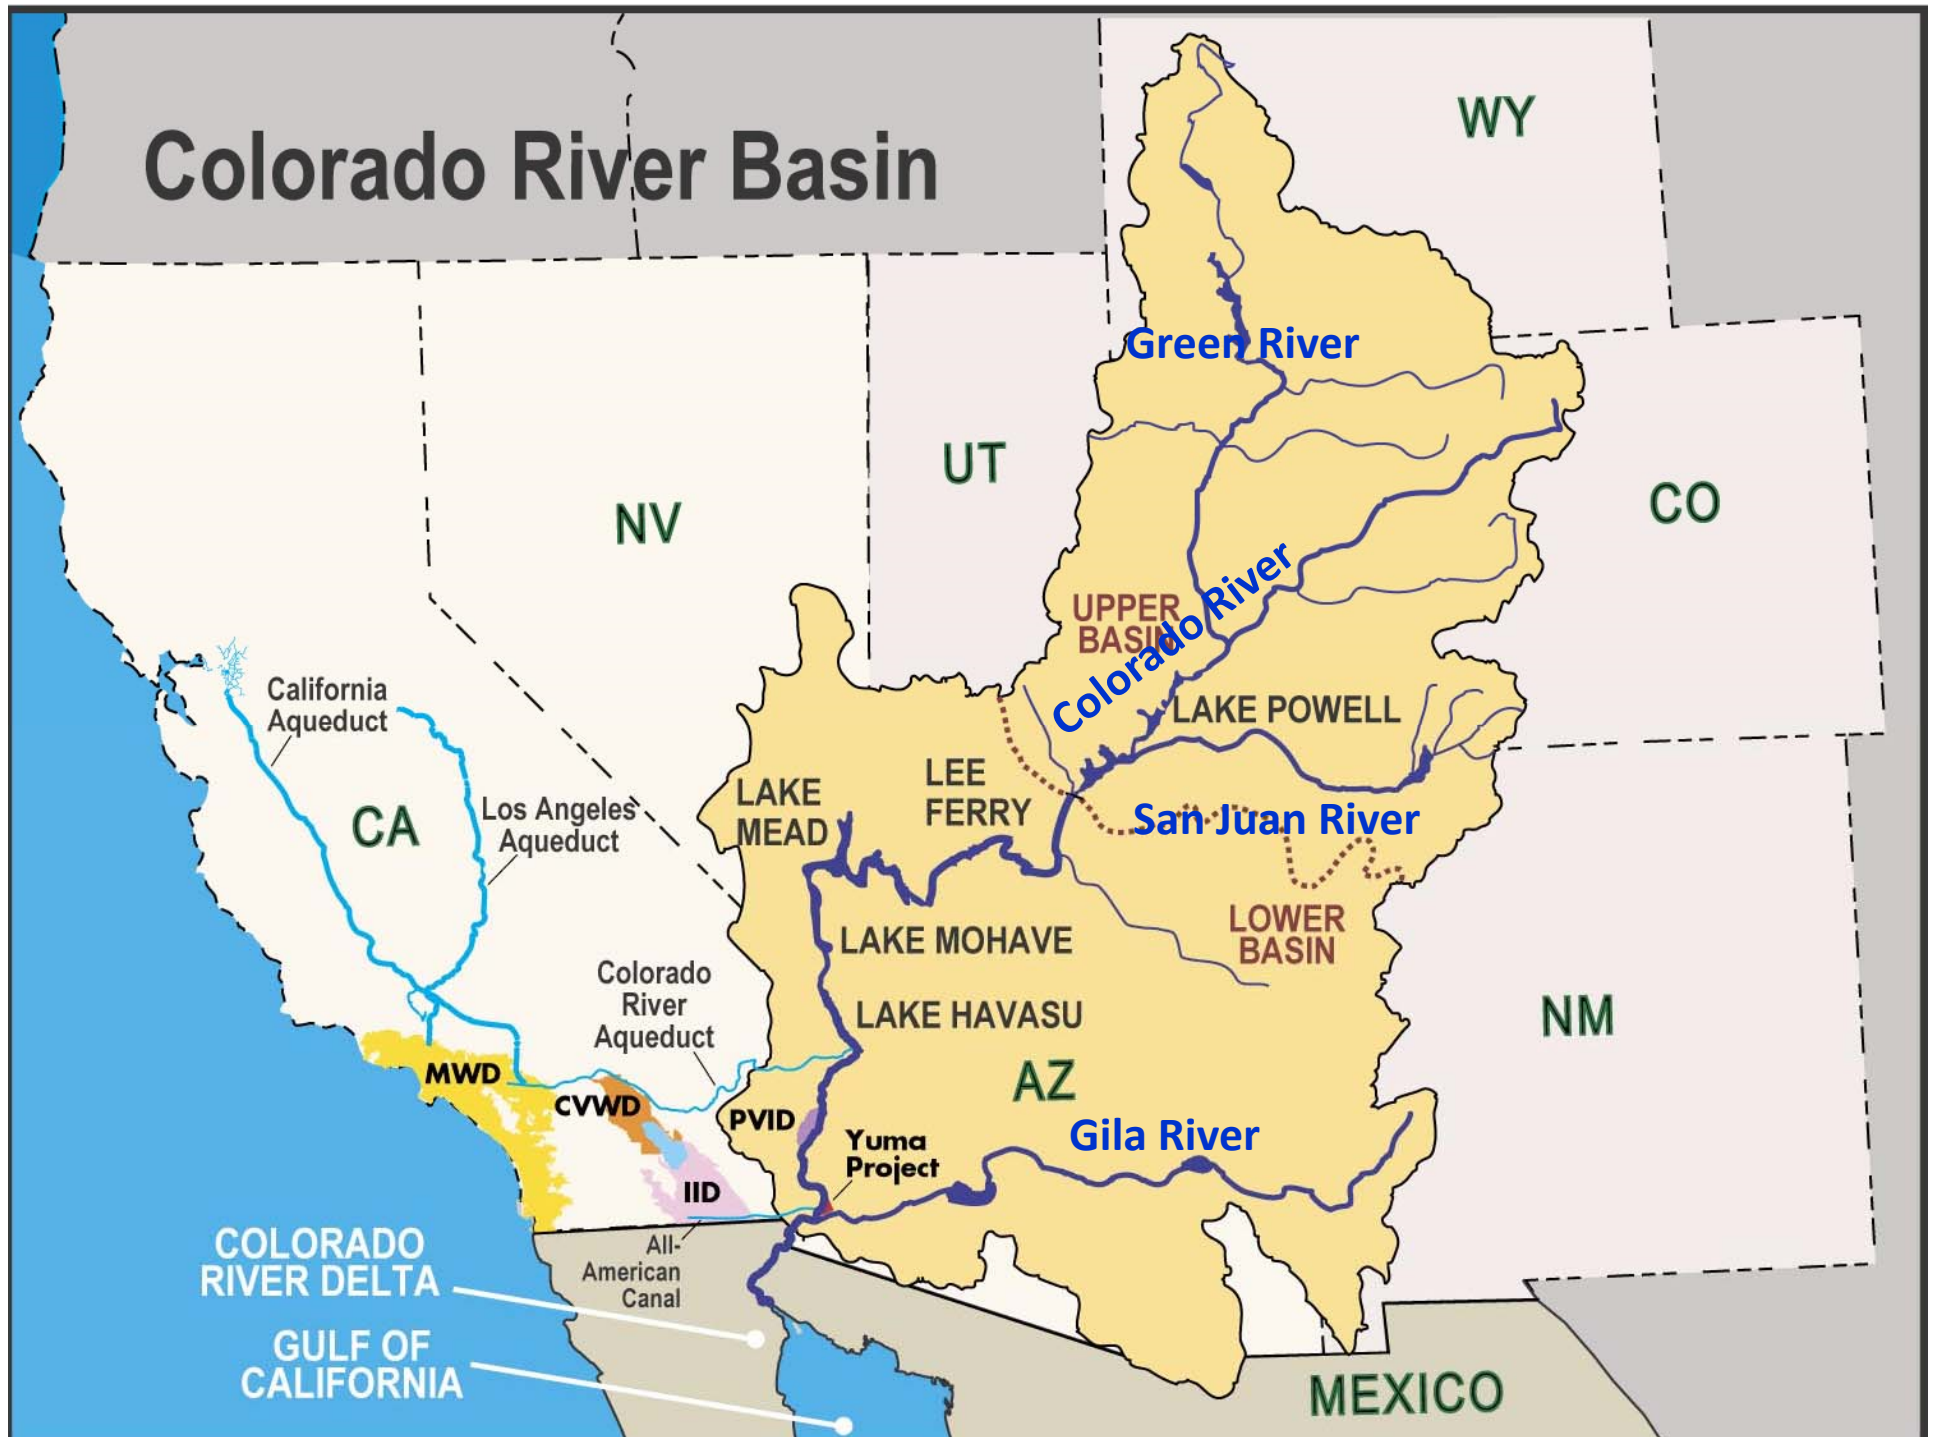 Colorado River Basin
WY
Green River
UT
CO
NV
Colorado River
UPPER
BASIN
California
Aqueduct
LAKE POWELL
LEE
FERRY
LAKE
MEAD
Los Angeles
Aqueduct
CA
San Juan River
LOWER
BASIN
LAKE MOHAVE
Colorado
River
Aqueduct
LAKE HAVASU
NM
AZ
MWD
CVWD
PVID
Gila River
Yuma
Project
IID
COLORADO
RIVER DELTA
All-
American
Canal
GULF OF
CALIFORNIA
MEXICO